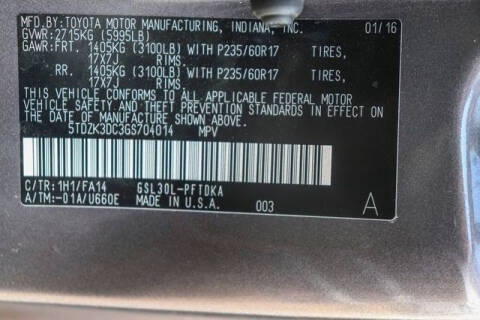 MFD.BY:TOYOTA MOTOR MANUFACTURING, INDIANA, INC. 01/16
GVWR:2715KG (5995LB)
GAWR:FRT. 1405KG (3100LB) WITH P235/60R17 TIRES,
17X7J RIMS
RR. 1405KG (3100LB) WITH P235/60R17 TIRES,
17X7J RIMS
THIS VEHICLE CONFORMS TO ALL APPLICABLE FEDERAL MOTOR
VEHICLE SAFETY AND THEFT PREVENTION STANDARDS IN EFFECT
ON THE DATE OF MANUFACTURE SHOWN ABOVE.
5TDZK3DC3GS704014 MPV
C/TR:1H1/FA14 GSL30L-PFTDKA
A/TM:-01A/U660E MADE IN U.S.A. 003 A